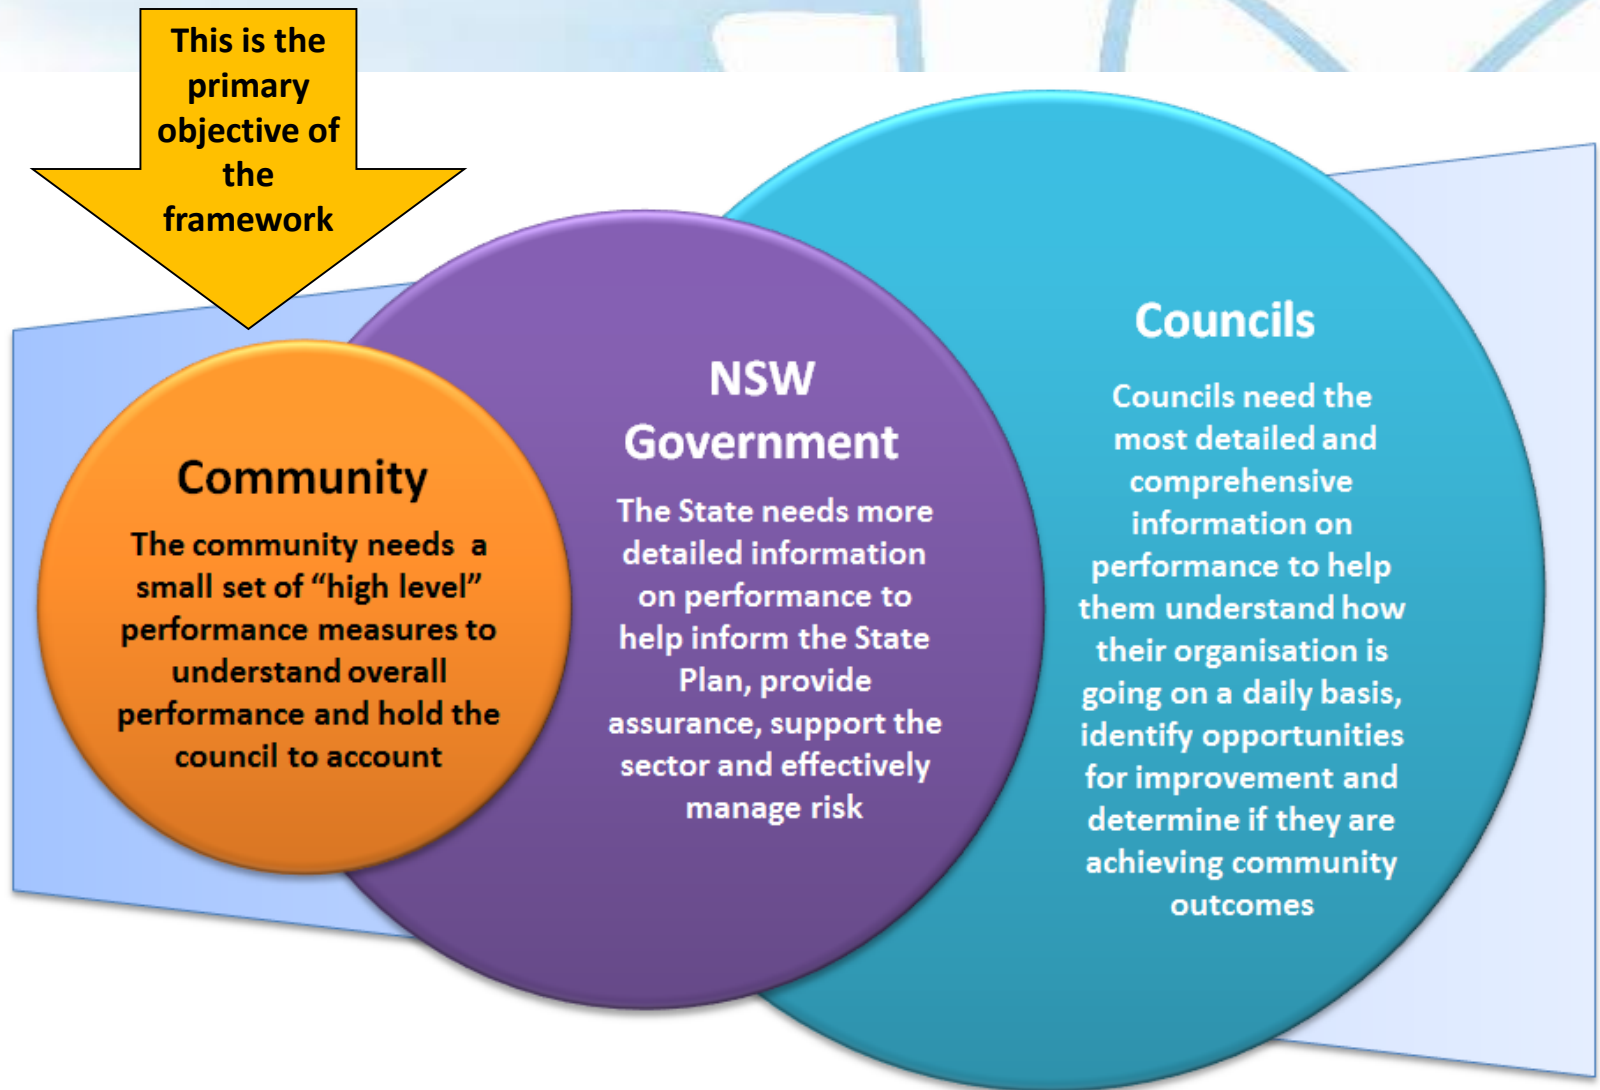 This is the
primary
objective of
the
framework
Community
The community needs  a
small set of “high level”
performance measures to
understand overall
performance and hold the
council to account
NSW
Government
The State needs more
detailed information
on performance to
help inform the State
Plan, provide
assurance, support the
sector and effectively
manage risk
Councils
Councils need the
most detailed and
comprehensive
information on
performance to help
them understand how
their organisation is
going on a daily basis,
identify opportunities
for improvement and
determine if they are
achieving community
outcomes